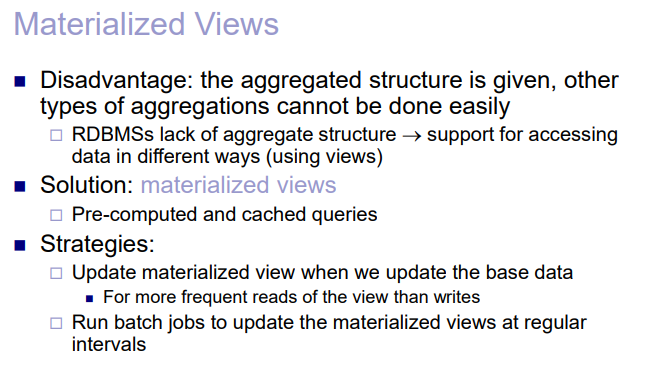 Materialized Views
Disadvantage: the aggregated structure is given, other
types of aggregations cannot be done easily
RDBMSs lack of aggregate structure → support for accessing
data in different ways (using views)
Solution: materialized views
Pre-computed and cached queries
Strategies:
Update materialized view when we update the base data
For more frequent reads of the view than writes
Run batch jobs to update the materialized views at regular
intervals